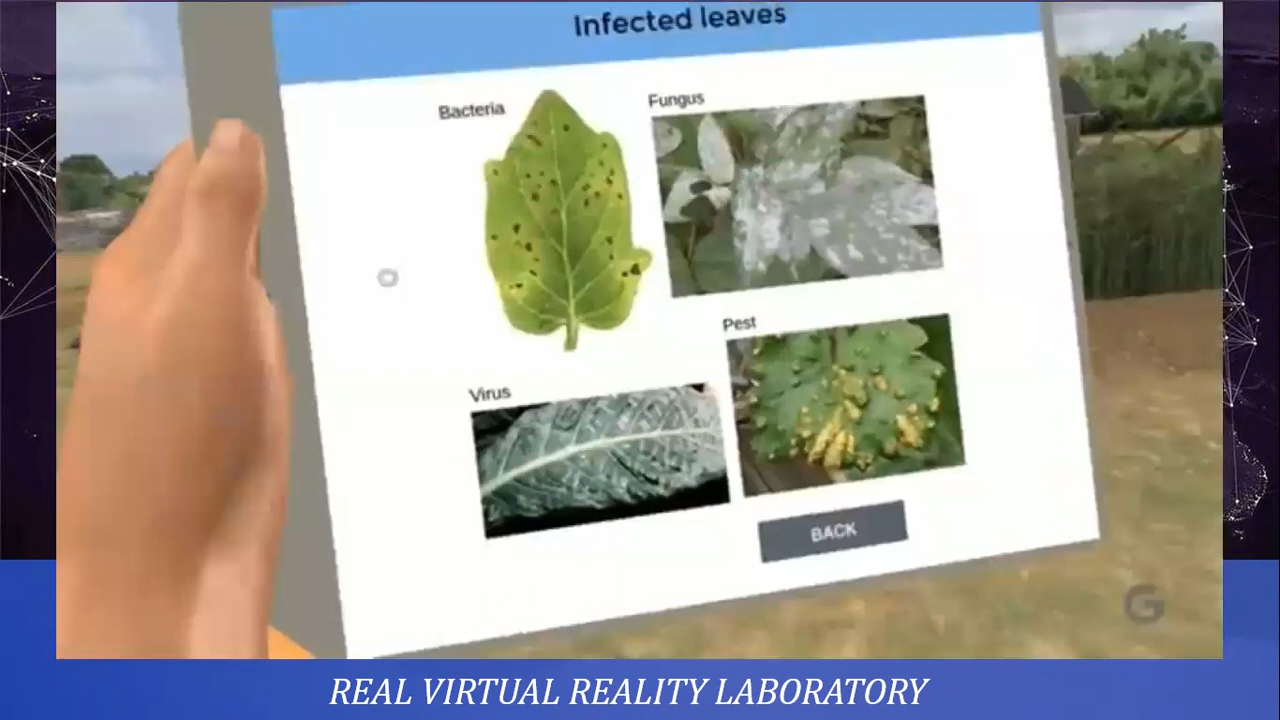 Infected leaves
Bacteria
Fungus
Virus
Pest
BACK
G
REAL VIRTUAL REALITY LABORATORY